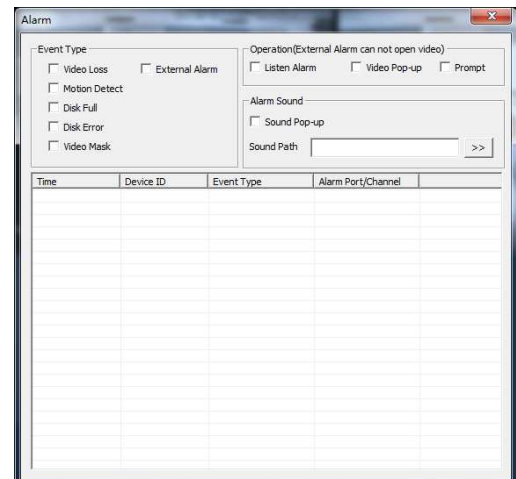 Alarm
Event Type
Video Loss External Alarm
Motion Detect
Disk Full
Disk Error
Video Mask
Operation(External Alarm can not open video)
Listen Alarm Video Pop-up Prompt
Alarm Sound
Sound Pop-up
Sound Path >>
Time Device ID Event Type Alarm Port/Channel